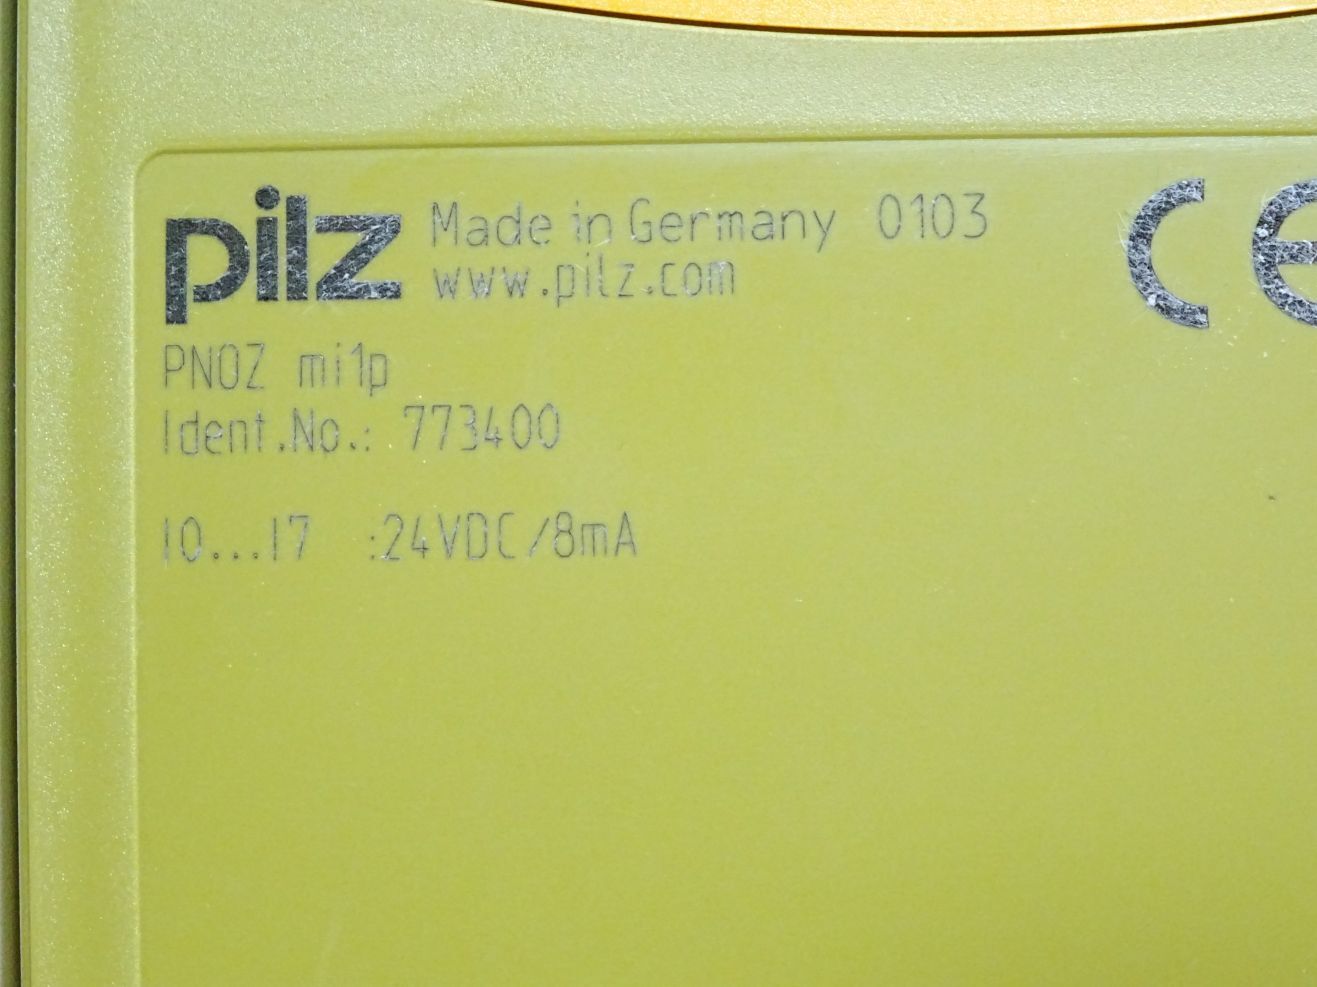 pilz Made in Germany 0103 CE
www.pilz.com
PNOZ mi1p
Ident.No.: 773400
I0...I7 :24VDC/8mA